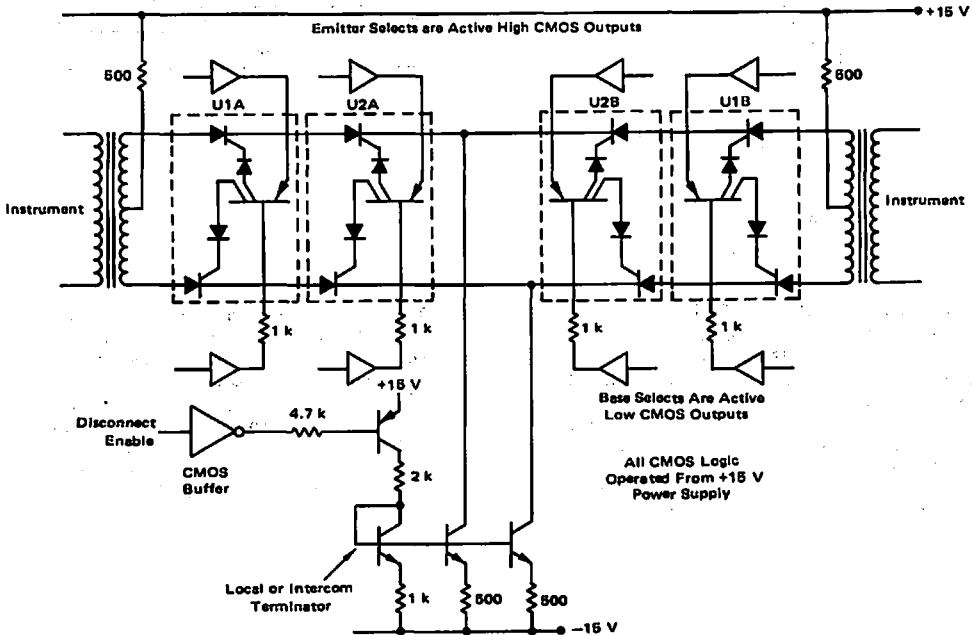 +15 V
Emitter Selects are Active High CMOS Outputs
500
500
U1A
U2A
U2B
U1B
Instrument
Instrument
1 k
1 k
1 k
1 k
+15 V
Base Selects Are Active
Low CMOS Outputs
Disconnect
Enable
4.7 k
CMOS
Buffer
2 k
All CMOS Logic
Operated From +15 V
Power Supply
Local or Intercom
Terminator
1 k
500
500
−15 V